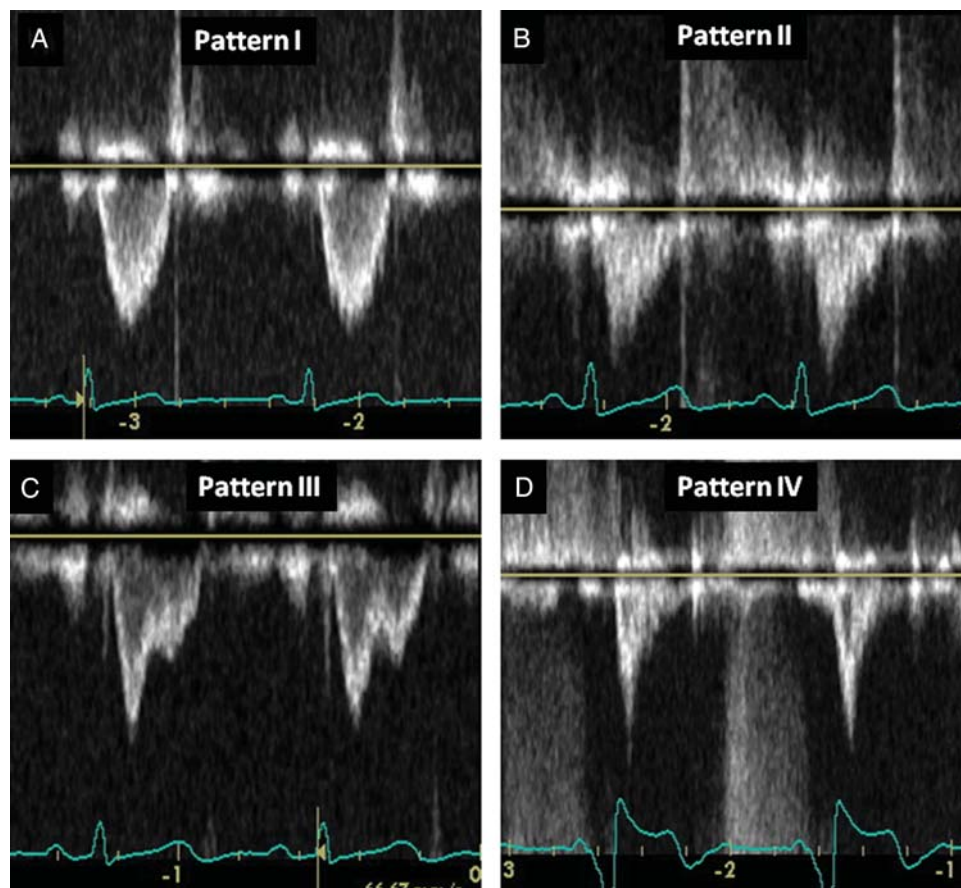 A
Pattern I
-3
-2
B
Pattern II
-2
C
Pattern III
-1
0
D
Pattern IV
3
-2
-1